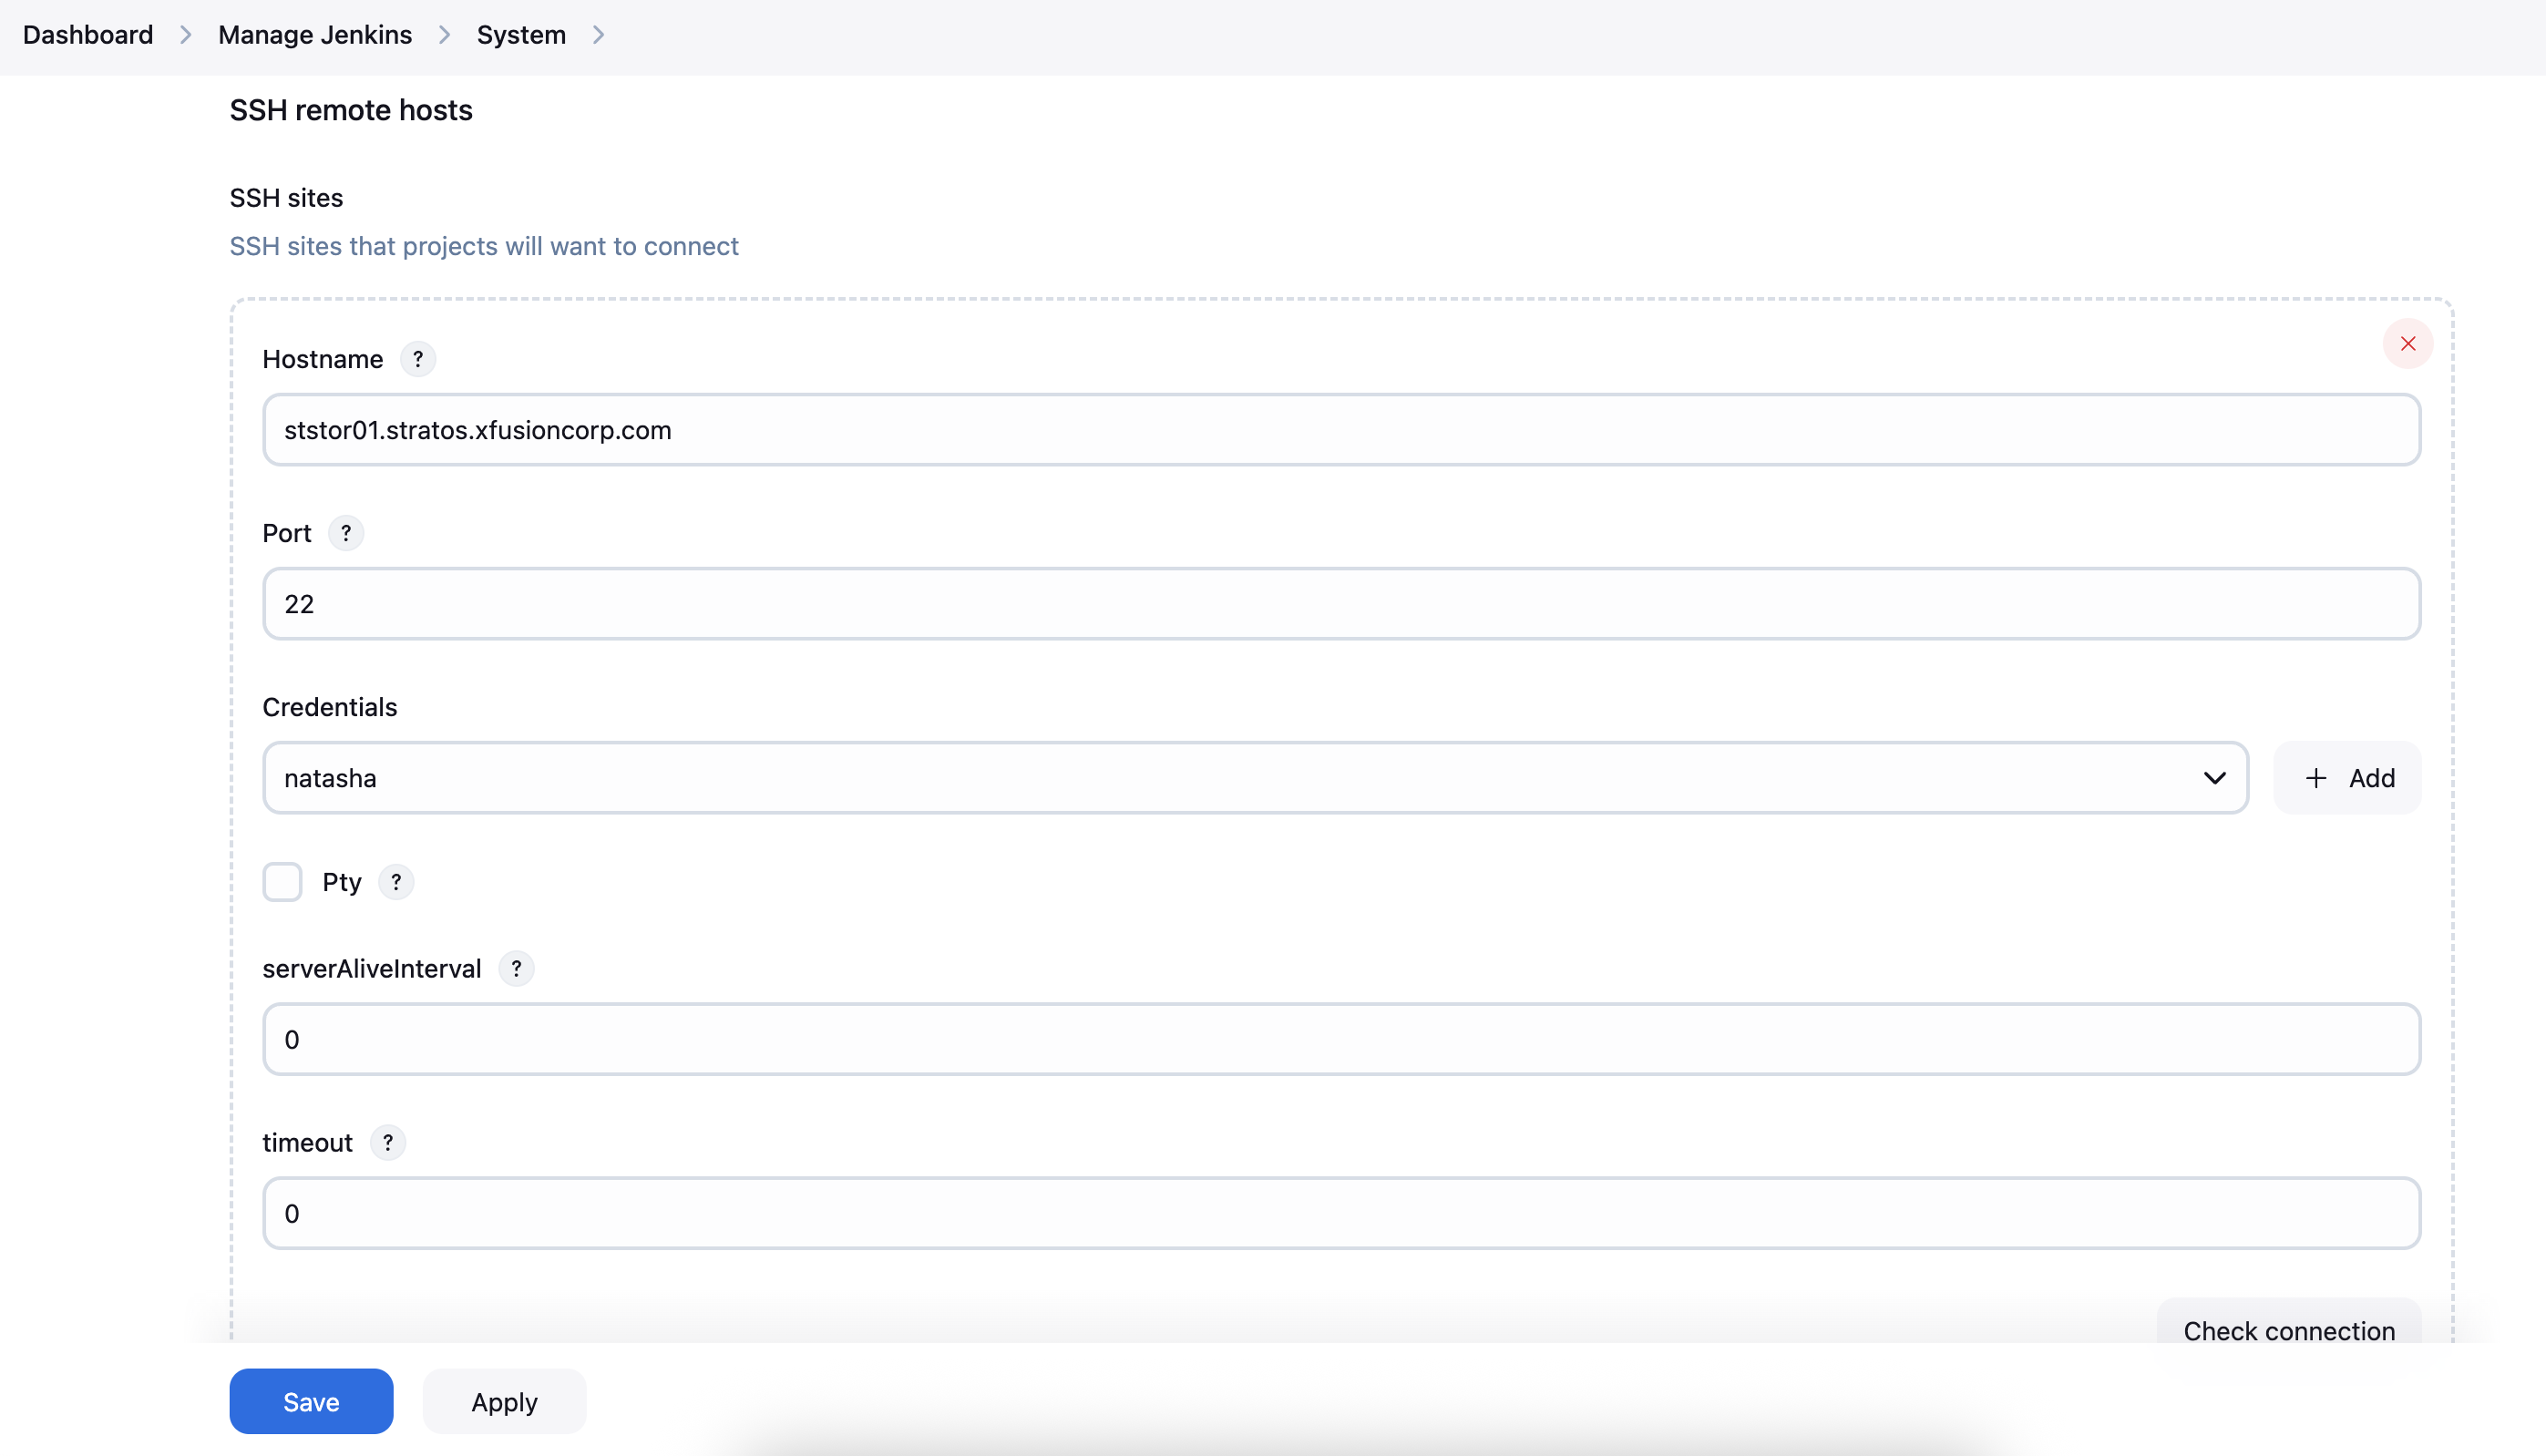 Dashboard > Manage Jenkins > System >
SSH remote hosts
SSH sites
SSH sites that projects will want to connect
Hostname ?
ststor01.stratos.xfusioncorp.com
Port ?
22
Credentials
natasha
+ Add
Pty ?
serverAliveInterval ?
0
timeout ?
0
Check connection
Save Apply